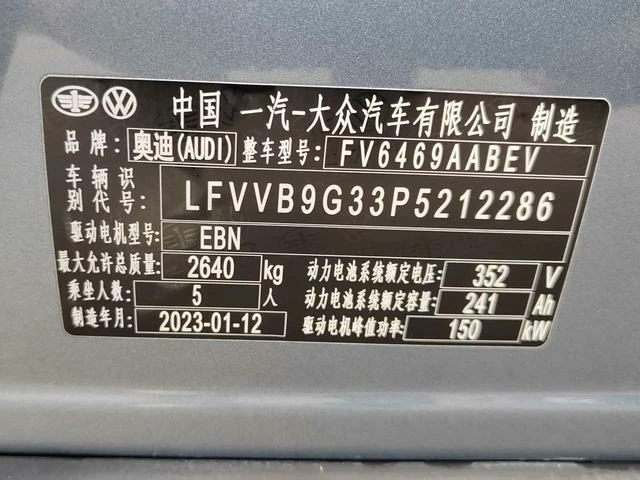 中国 一汽-大众汽车有限公司 制造
品牌: 奥迪(AUDI) 整车型号: FV6469AABEV
车辆识别代号: LFVVB9G33P5212286
驱动电机型号: EBN
最大允许总质量: 2640 kg 动力电池系统额定电压: 352 V
乘坐人数: 5 人 动力电池系统额定容量: 241 Ah
制造年月: 2023-01-12 驱动电机峰值功率: 150 kW